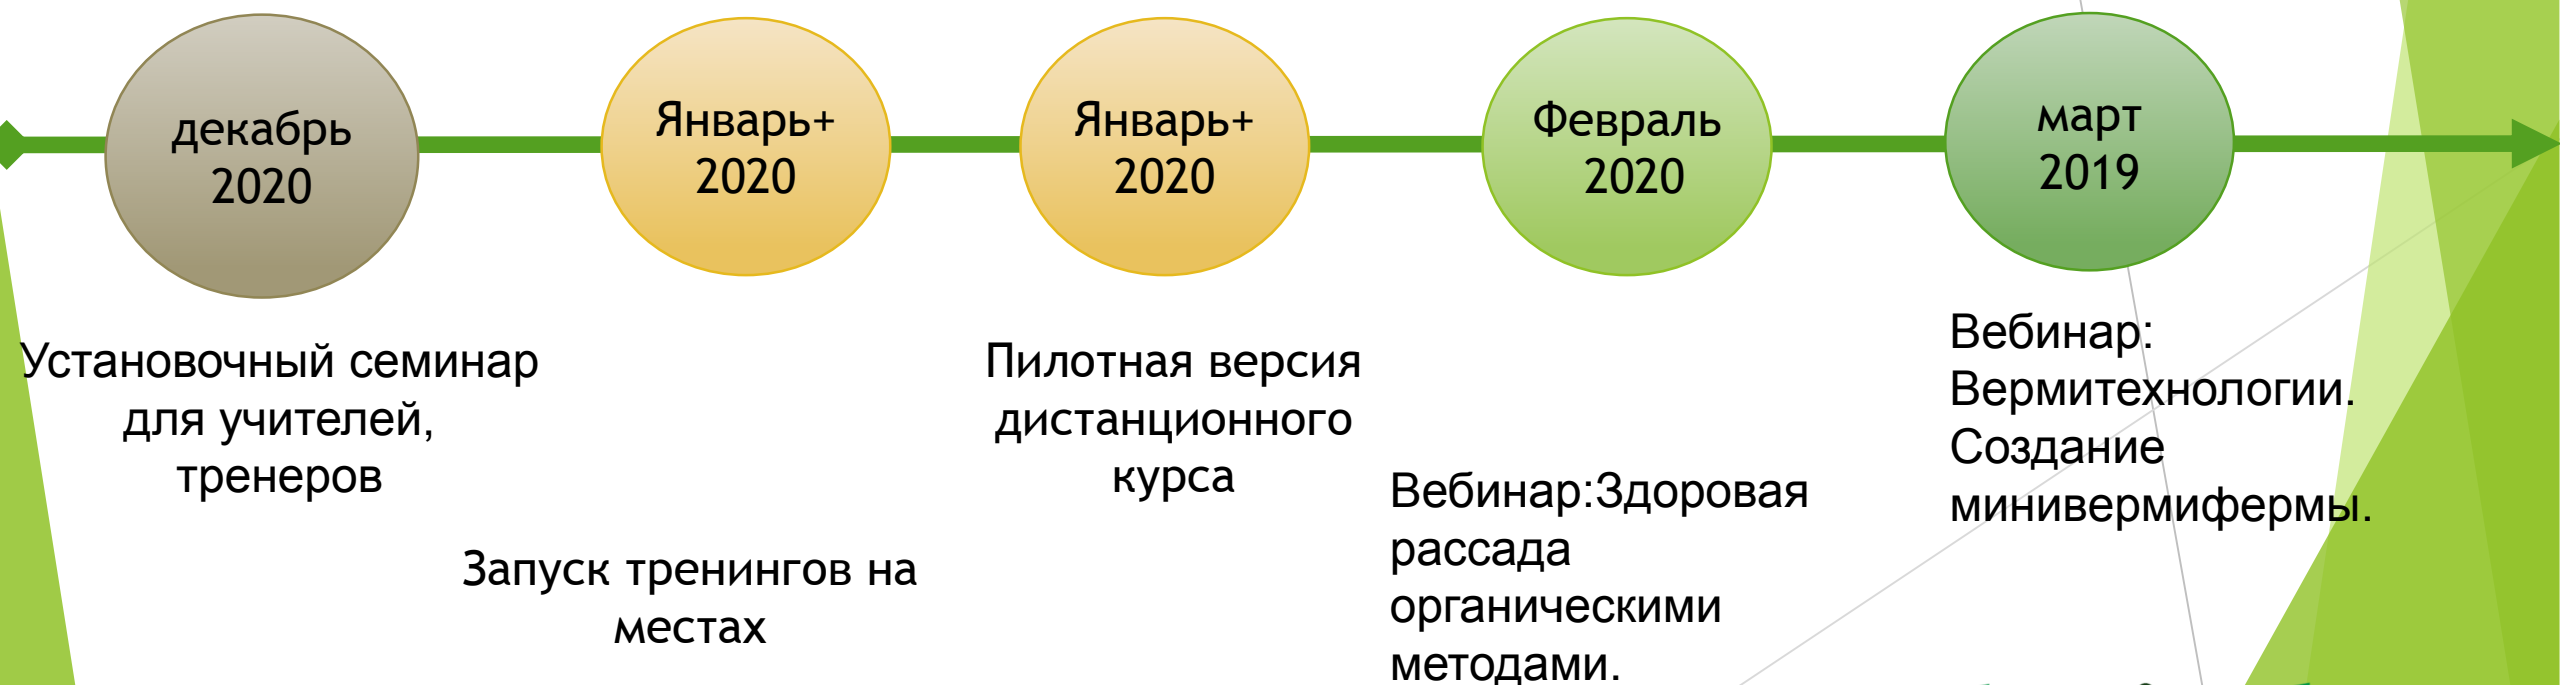 декабрь
2020
Январь+
2020
Январь+
2020
Февраль
2020
март
2019
Установочный семинар
для учителей,
тренеров
Запуск тренингов на
местах
Пилотная версия
дистанционного
курса
Вебинар:Здоровая
рассада
органическими
методами.
Вебинар:
Вермитехнологии.
Создание
минивермифермы.